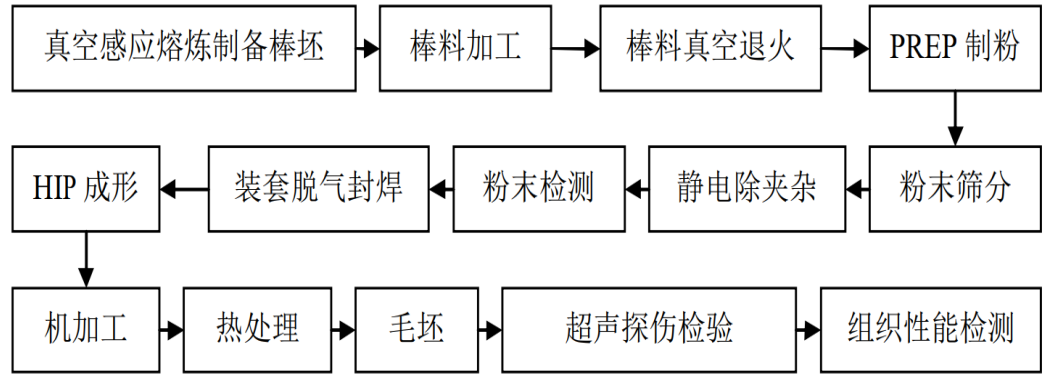 真空感应熔炼制备棒坯 棒料加工 棒料真空退火 PREP 制粉
HIP 成形 装套脱气封焊 粉末检测 静电除夹杂 粉末筛分
机加工 热处理 毛坯 超声探伤检验 组织性能检测